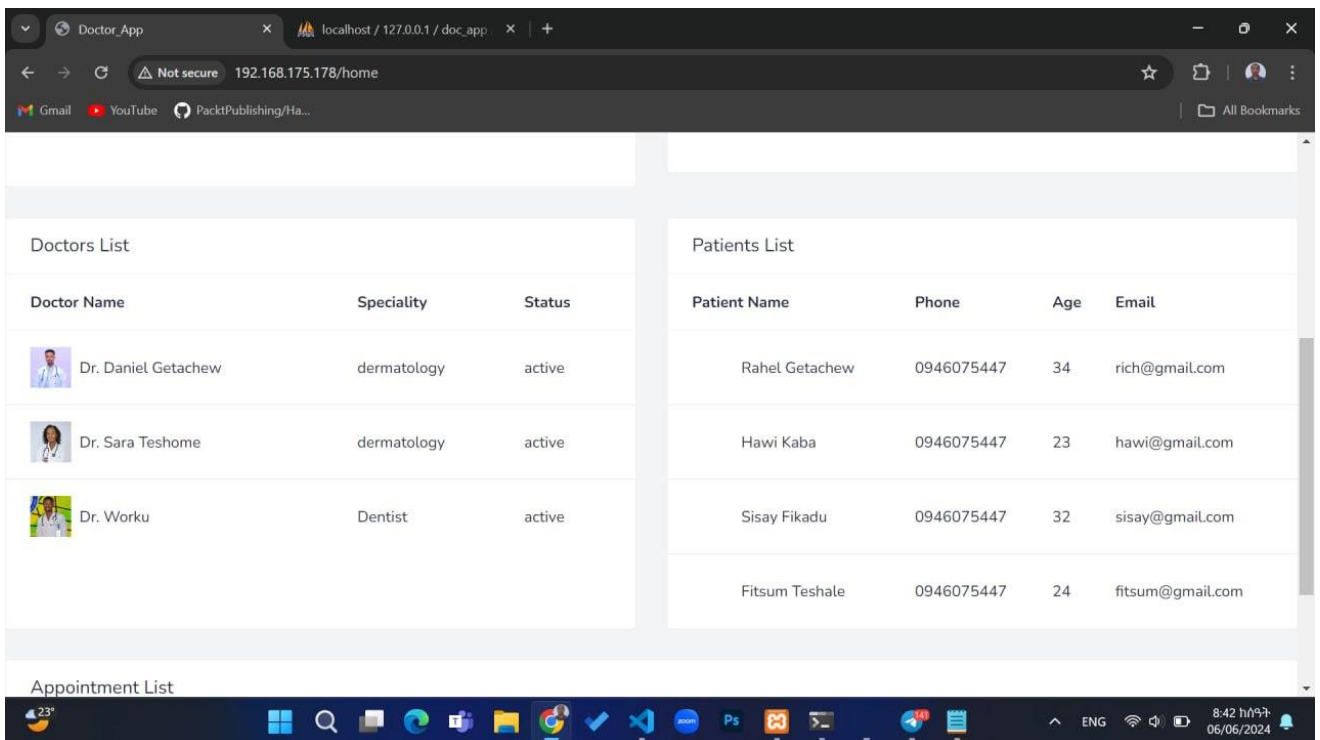 Doctor_App
localhost / 127.0.0.1 / doc_app
Not secure 192.168.175.178/home
Gmail YouTube PacktPublishing/Ha... All Bookmarks
Doctors List
Doctor Name Speciality Status
Dr. Daniel Getachew dermatology active
Dr. Sara Teshome dermatology active
Dr. Worku Dentist active
Patients List
Patient Name Phone Age Email
Rahel Getachew 0946075447 34 rich@gmail.com
Hawi Kaba 0946075447 23 hawi@gmail.com
Sisay Fikadu 0946075447 32 sisay@gmail.com
Fitsum Teshale 0946075447 24 fitsum@gmail.com
Appointment List
23°
zoom
Ps
141
ENG
8:42 ከሰዓት
06/06/2024